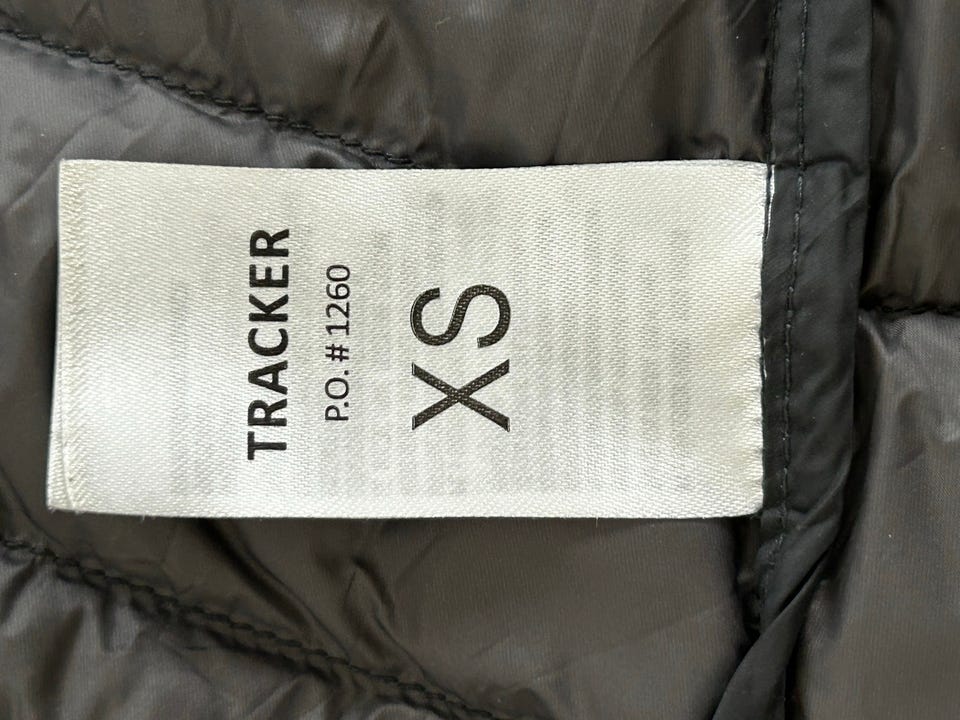 TRACKER
P.O. # 1260
XS